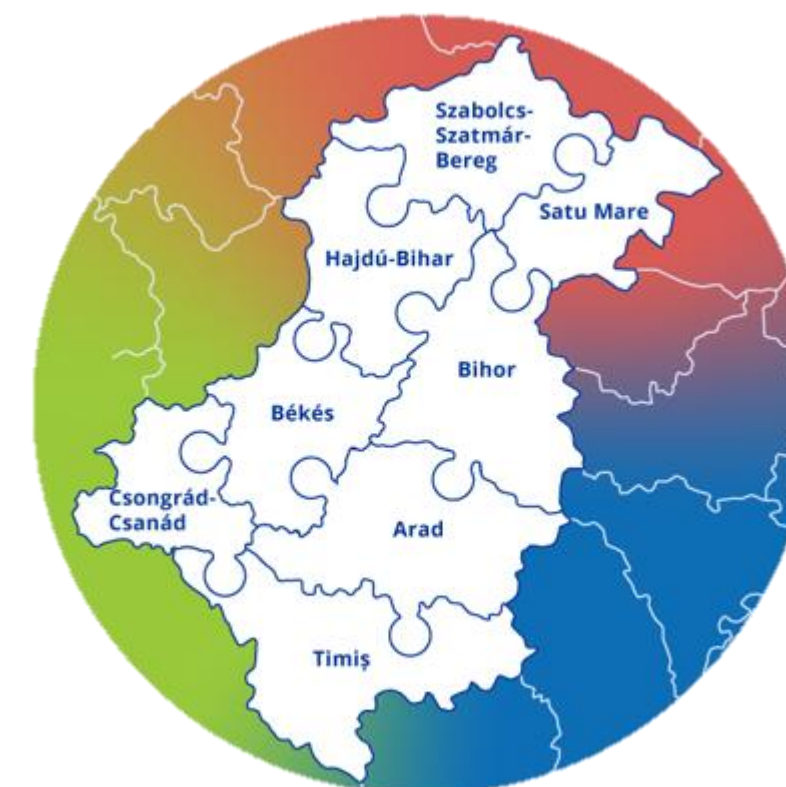 Szabolcs-
Szatmár-
Bereg
Satu Mare
Hajdú-Bihar
Bihor
Békés
Csongrád-
Csanád
Arad
Timiș